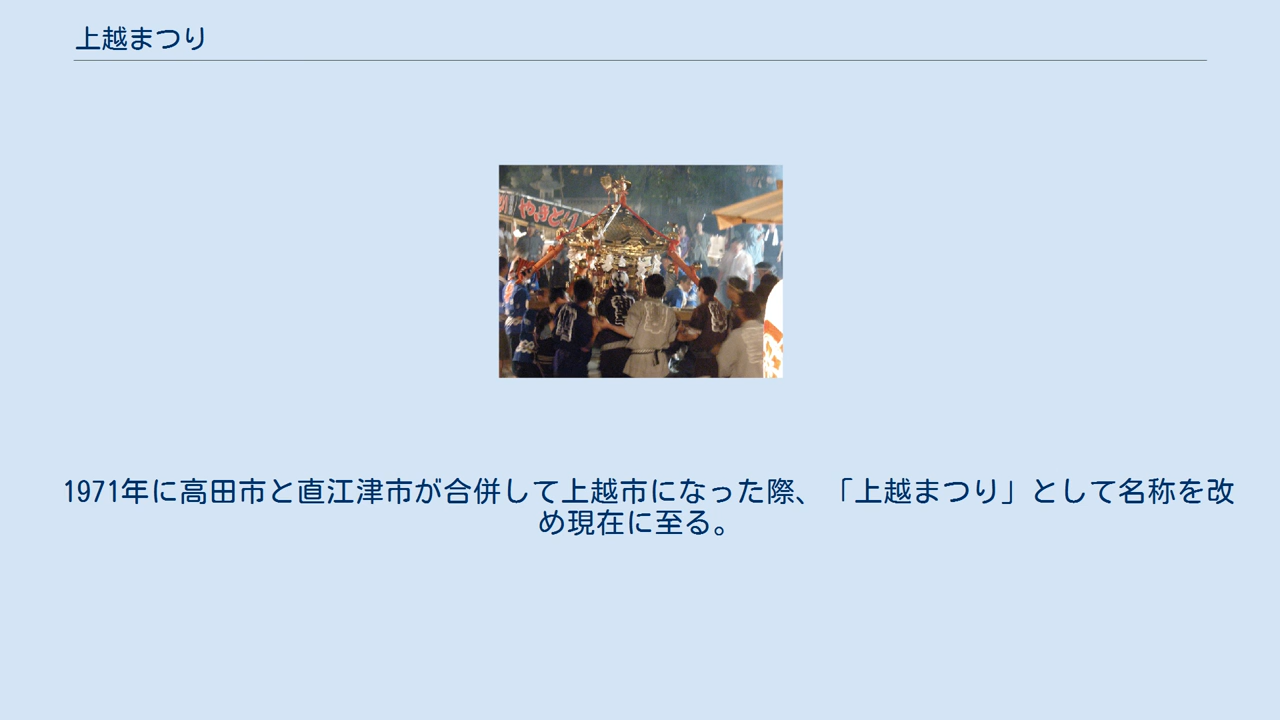 上越まつり
1971年に高田市と直江津市が合併して上越市になった際、「上越まつり」として名称を改
め現在に至る。